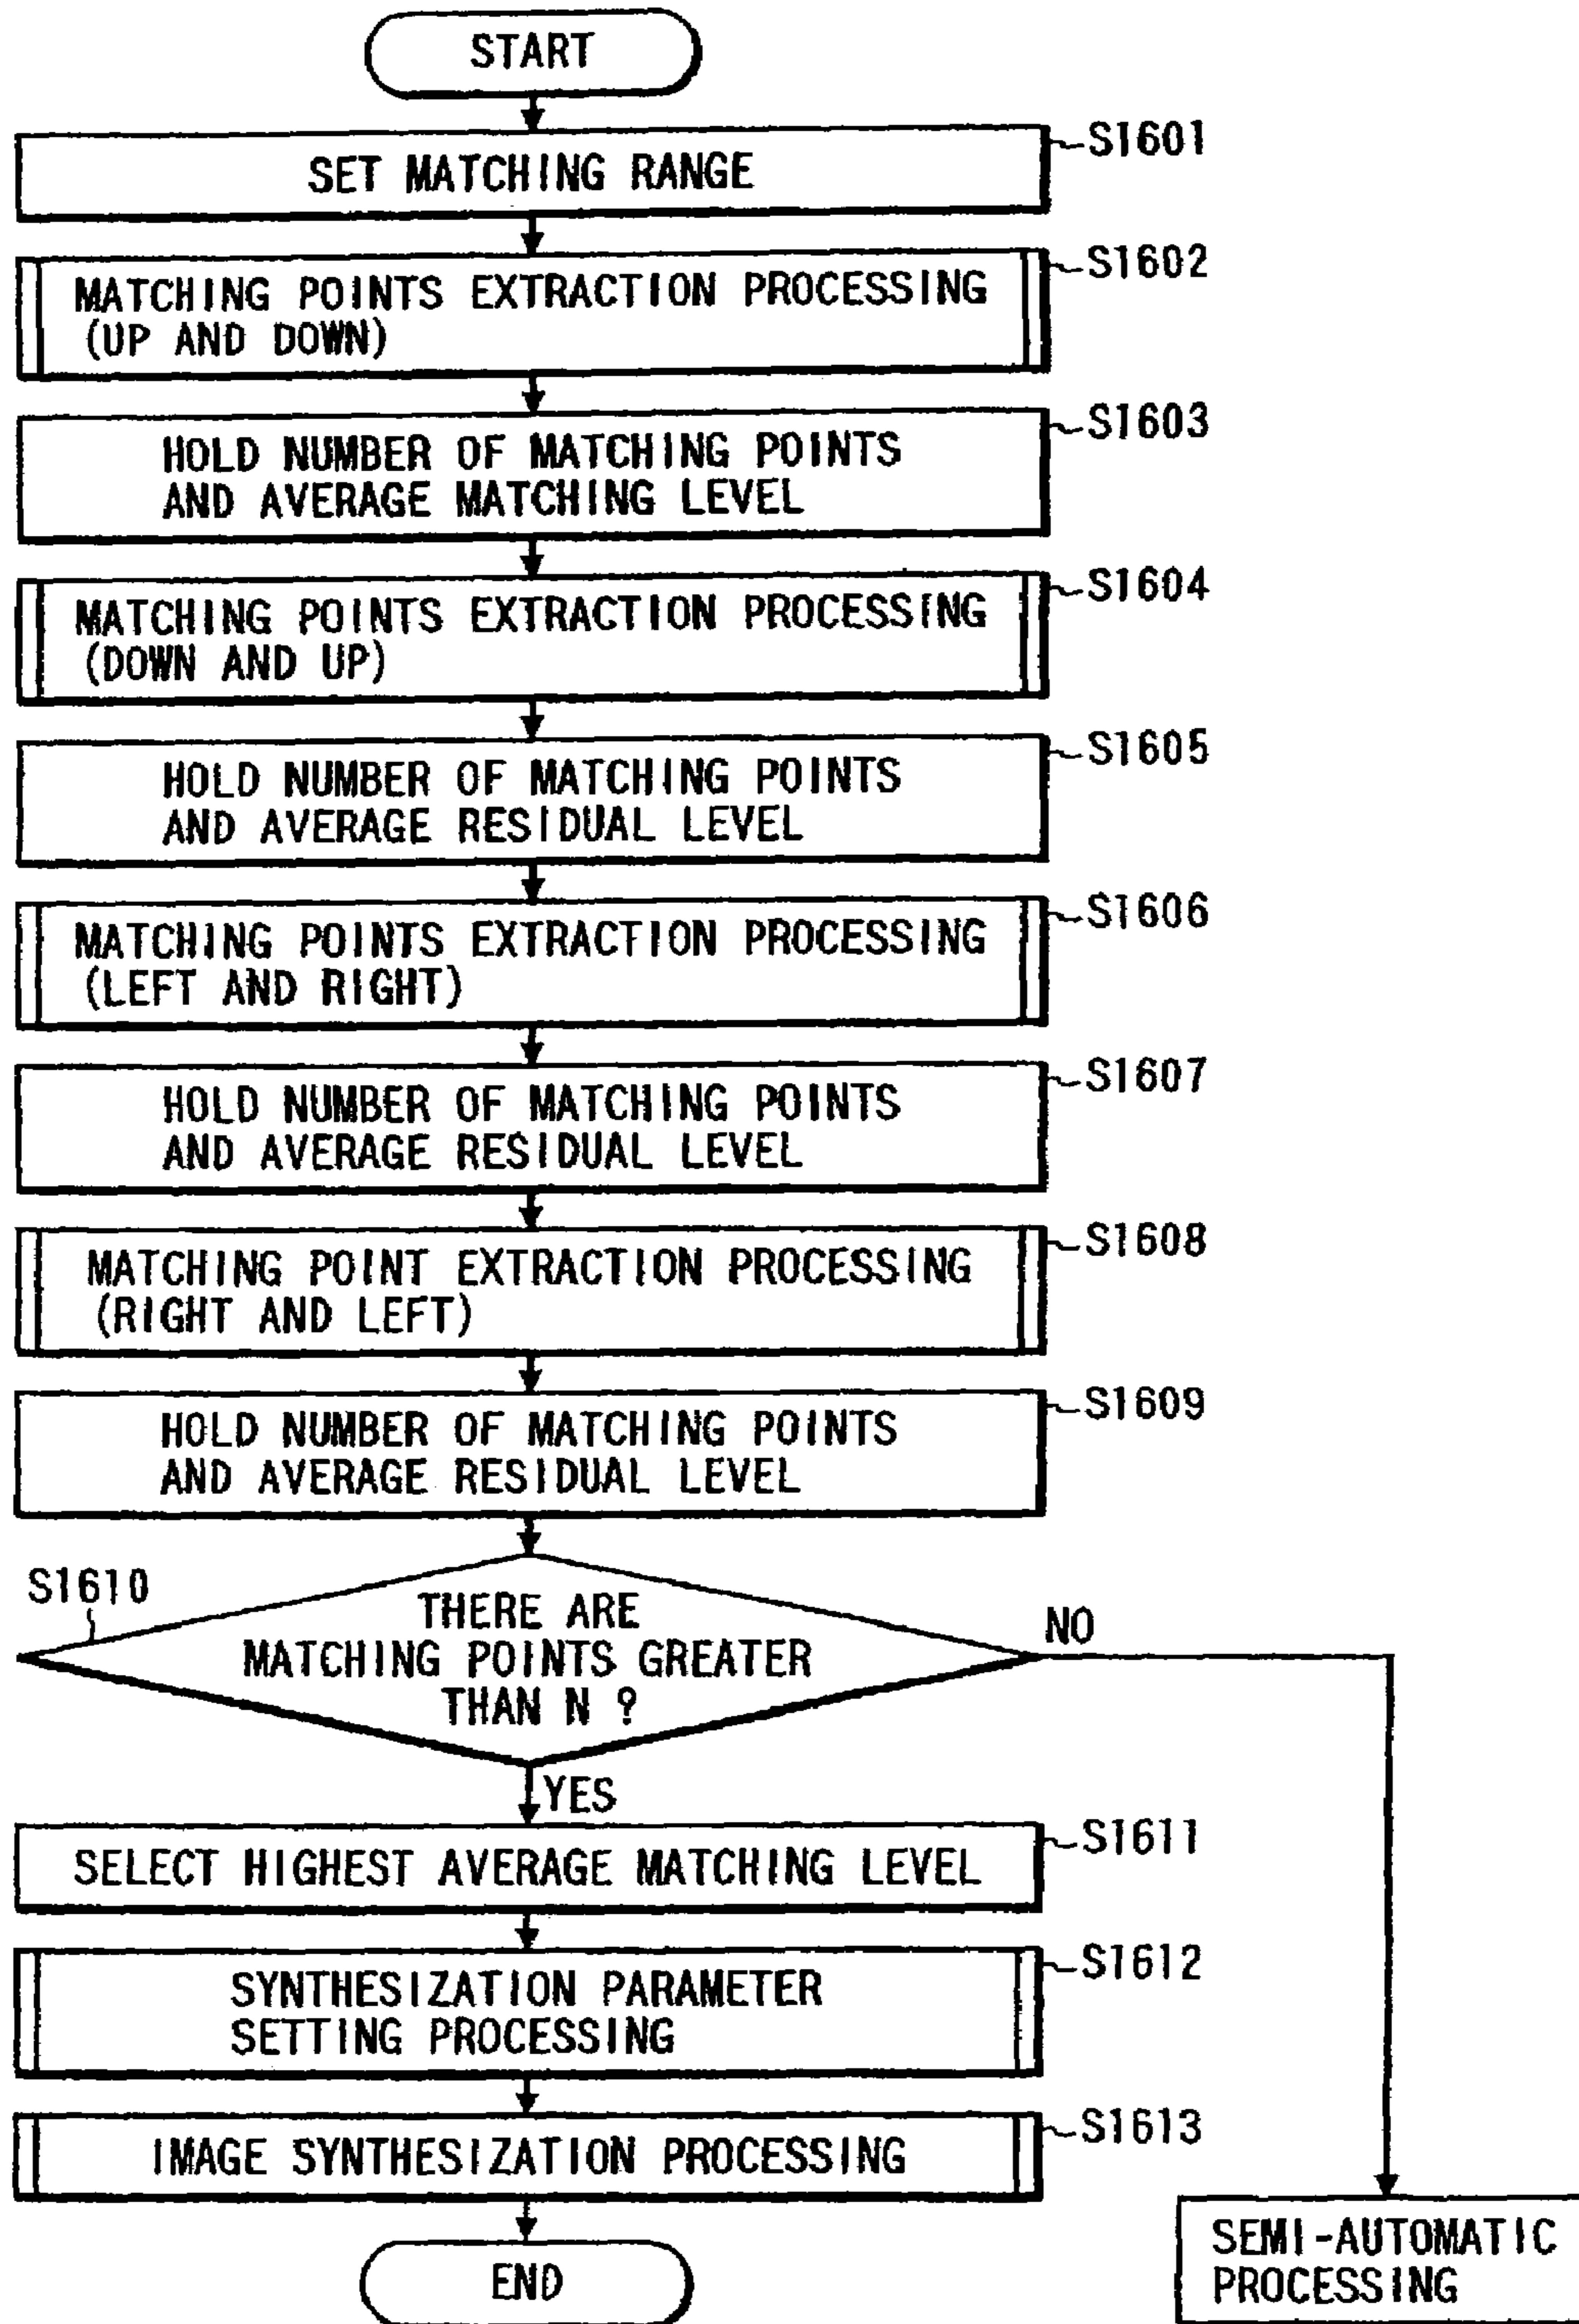 START
SET MATCHING RANGE
S1601
MATCHING POINTS EXTRACTION PROCESSING
(UP AND DOWN)
S1602
HOLD NUMBER OF MATCHING POINTS
AND AVERAGE MATCHING LEVEL
S1603
MATCHING POINTS EXTRACTION PROCESSING
(DOWN AND UP)
S1604
HOLD NUMBER OF MATCHING POINTS
AND AVERAGE RESIDUAL LEVEL
S1605
MATCHING POINTS EXTRACTION PROCESSING
(LEFT AND RIGHT)
S1606
HOLD NUMBER OF MATCHING POINTS
AND AVERAGE RESIDUAL LEVEL
S1607
MATCHING POINT EXTRACTION PROCESSING
(RIGHT AND LEFT)
S1608
HOLD NUMBER OF MATCHING POINTS
AND AVERAGE RESIDUAL LEVEL
S1609
S1610
THERE ARE
MATCHING POINTS GREATER
THAN N ?
NO
YES
SELECT HIGHEST AVERAGE MATCHING LEVEL
S1611
SYNTHESIZATION PARAMETER
SETTING PROCESSING
S1612
IMAGE SYNTHESIZATION PROCESSING
S1613
END
SEMI-AUTOMATIC
PROCESSING